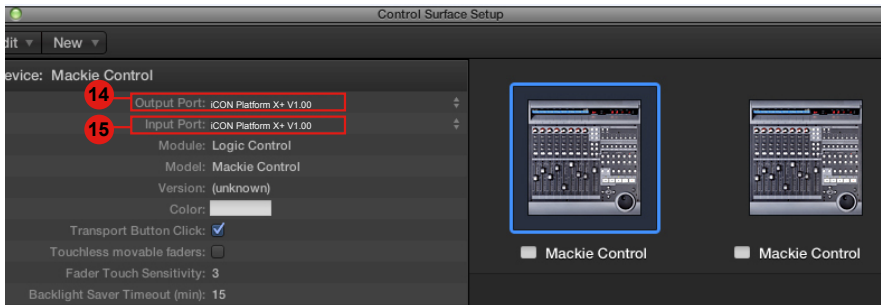 Control Surface Setup
dit New
evice: Mackie Control
14 Output Port: iCON Platform X+ V1.00
15 Input Port: iCON Platform X+ V1.00
Module: Logic Control
Model: Mackie Control
Version: (unknown)
Color:
Transport Button Click:
Touchless movable faders:
Fader Touch Sensitivity: 3
Backlight Saver Timeout (min): 15
Mackie Control
Mackie Control